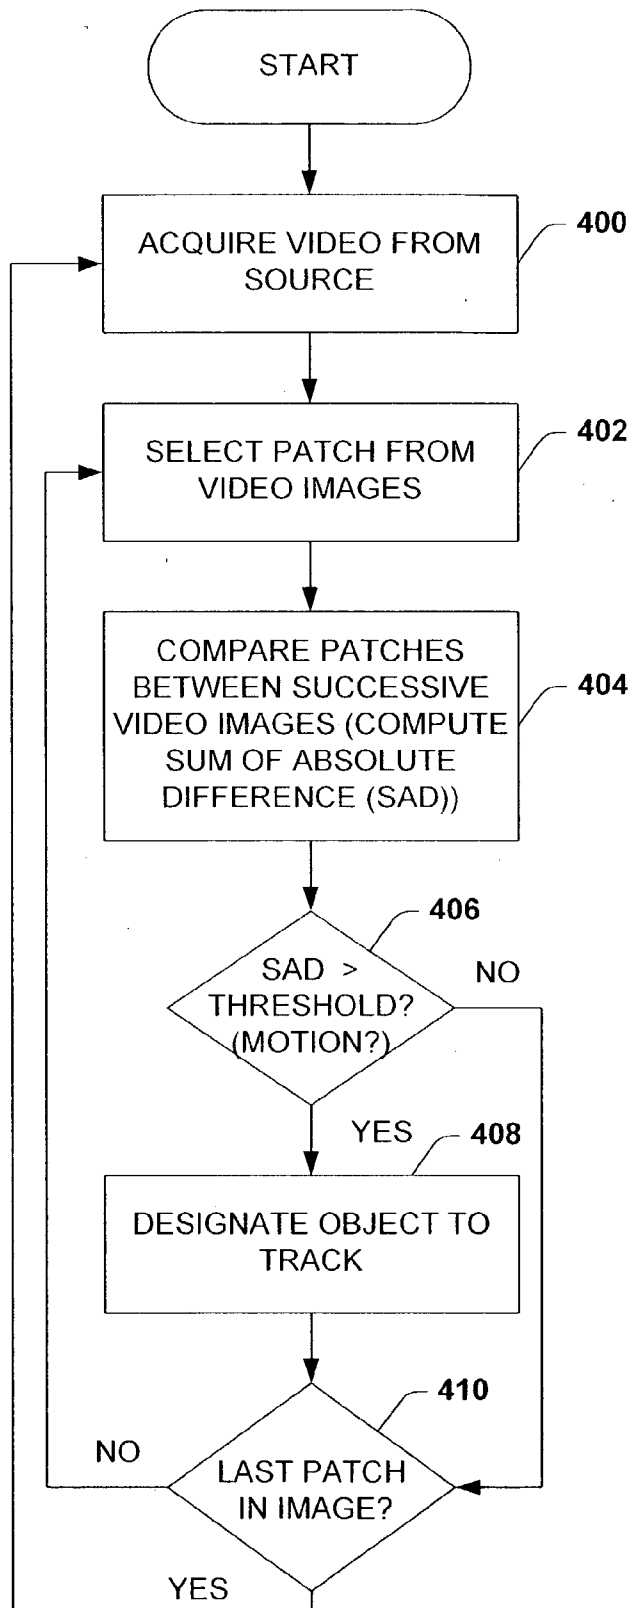 START
ACQUIRE VIDEO FROM
SOURCE
400
SELECT PATCH FROM
VIDEO IMAGES
402
COMPARE PATCHES
BETWEEN SUCCESSIVE
VIDEO IMAGES (COMPUTE
SUM OF ABSOLUTE
DIFFERENCE (SAD))
404
406
SAD >
THRESHOLD?
(MOTION?)
NO
YES
408
DESIGNATE OBJECT TO
TRACK
410
LAST PATCH
IN IMAGE?
NO
YES